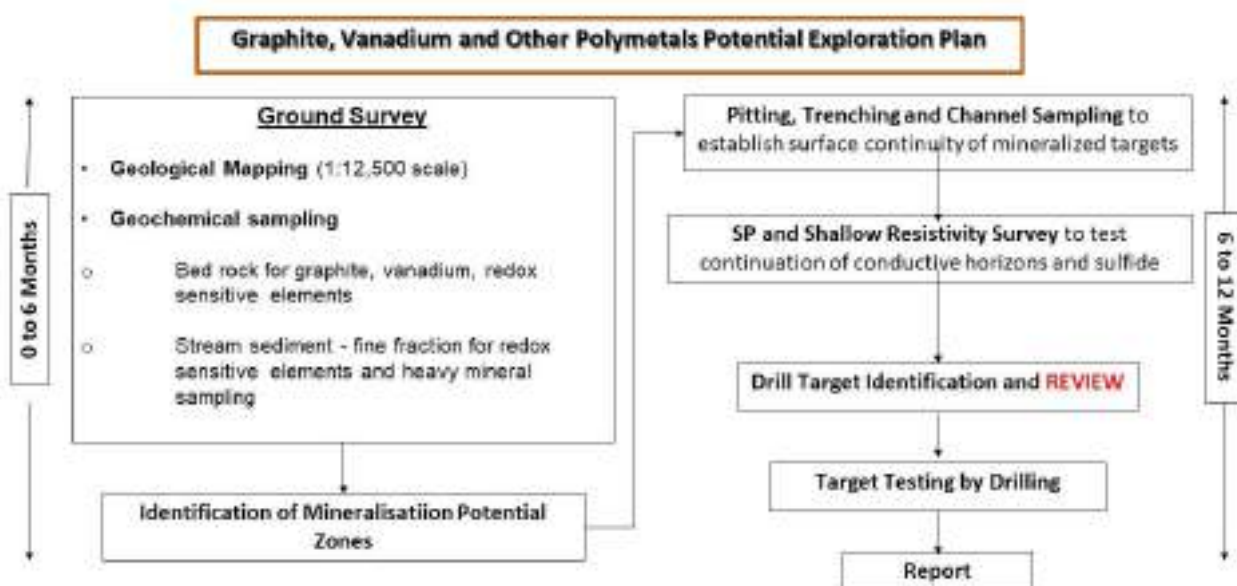 Graphite, Vanadium and Other Polymetals Potential Exploration Plan
0 to 6 Months
Ground Survey
• Geological Mapping (1:12,500 scale)
• Geochemical sampling
o Bed rock for graphite, vanadium, redox
sensitive elements
o Stream sediment - fine fraction for redox
sensitive elements and heavy mineral
sampling
Identification of Mineralisatiion Potential
Zones
Pitting, Trenching and Channel Sampling to
establish surface continuity of mineralized targets
SP and Shallow Resistivity Survey to test
continuation of conductive horizons and sulfide
Drill Target Identification and REVIEW
Target Testing by Drilling
Report
6 to 12 Months